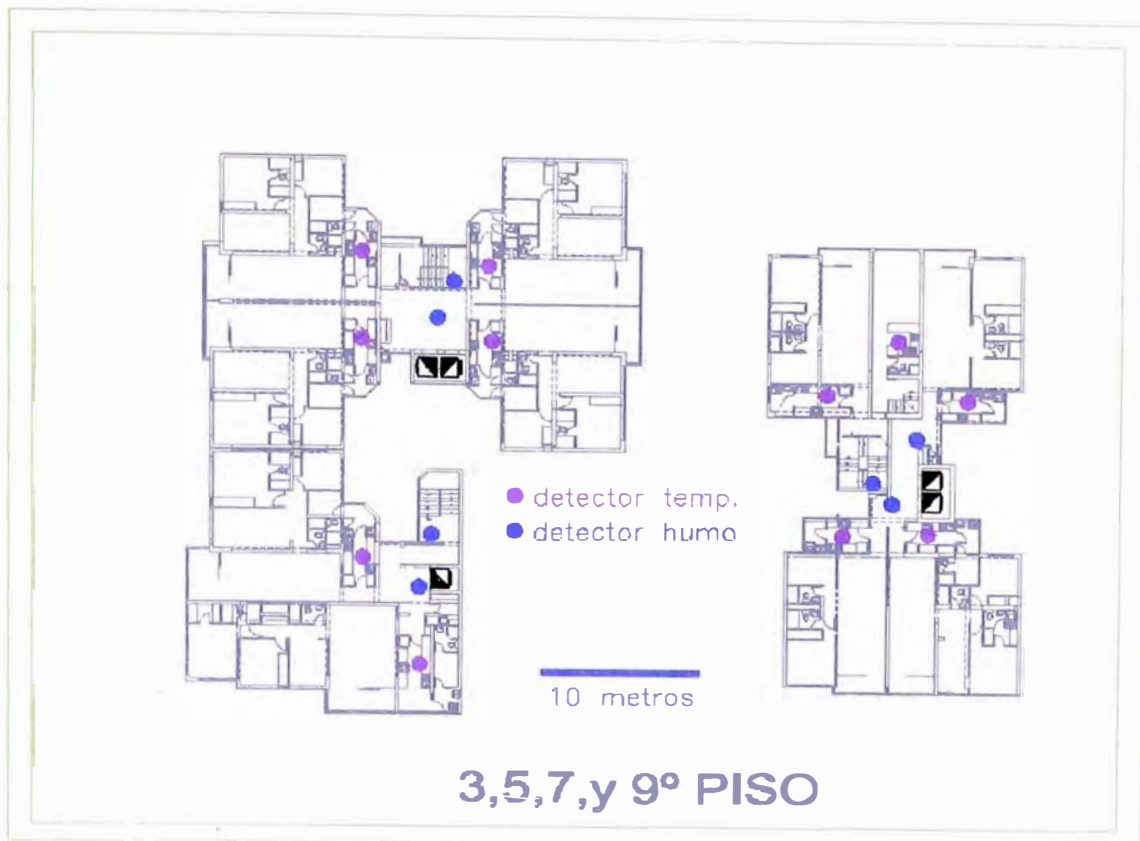 detector temp.
detector humo
10 metros
3,5,7,y 9º PISO